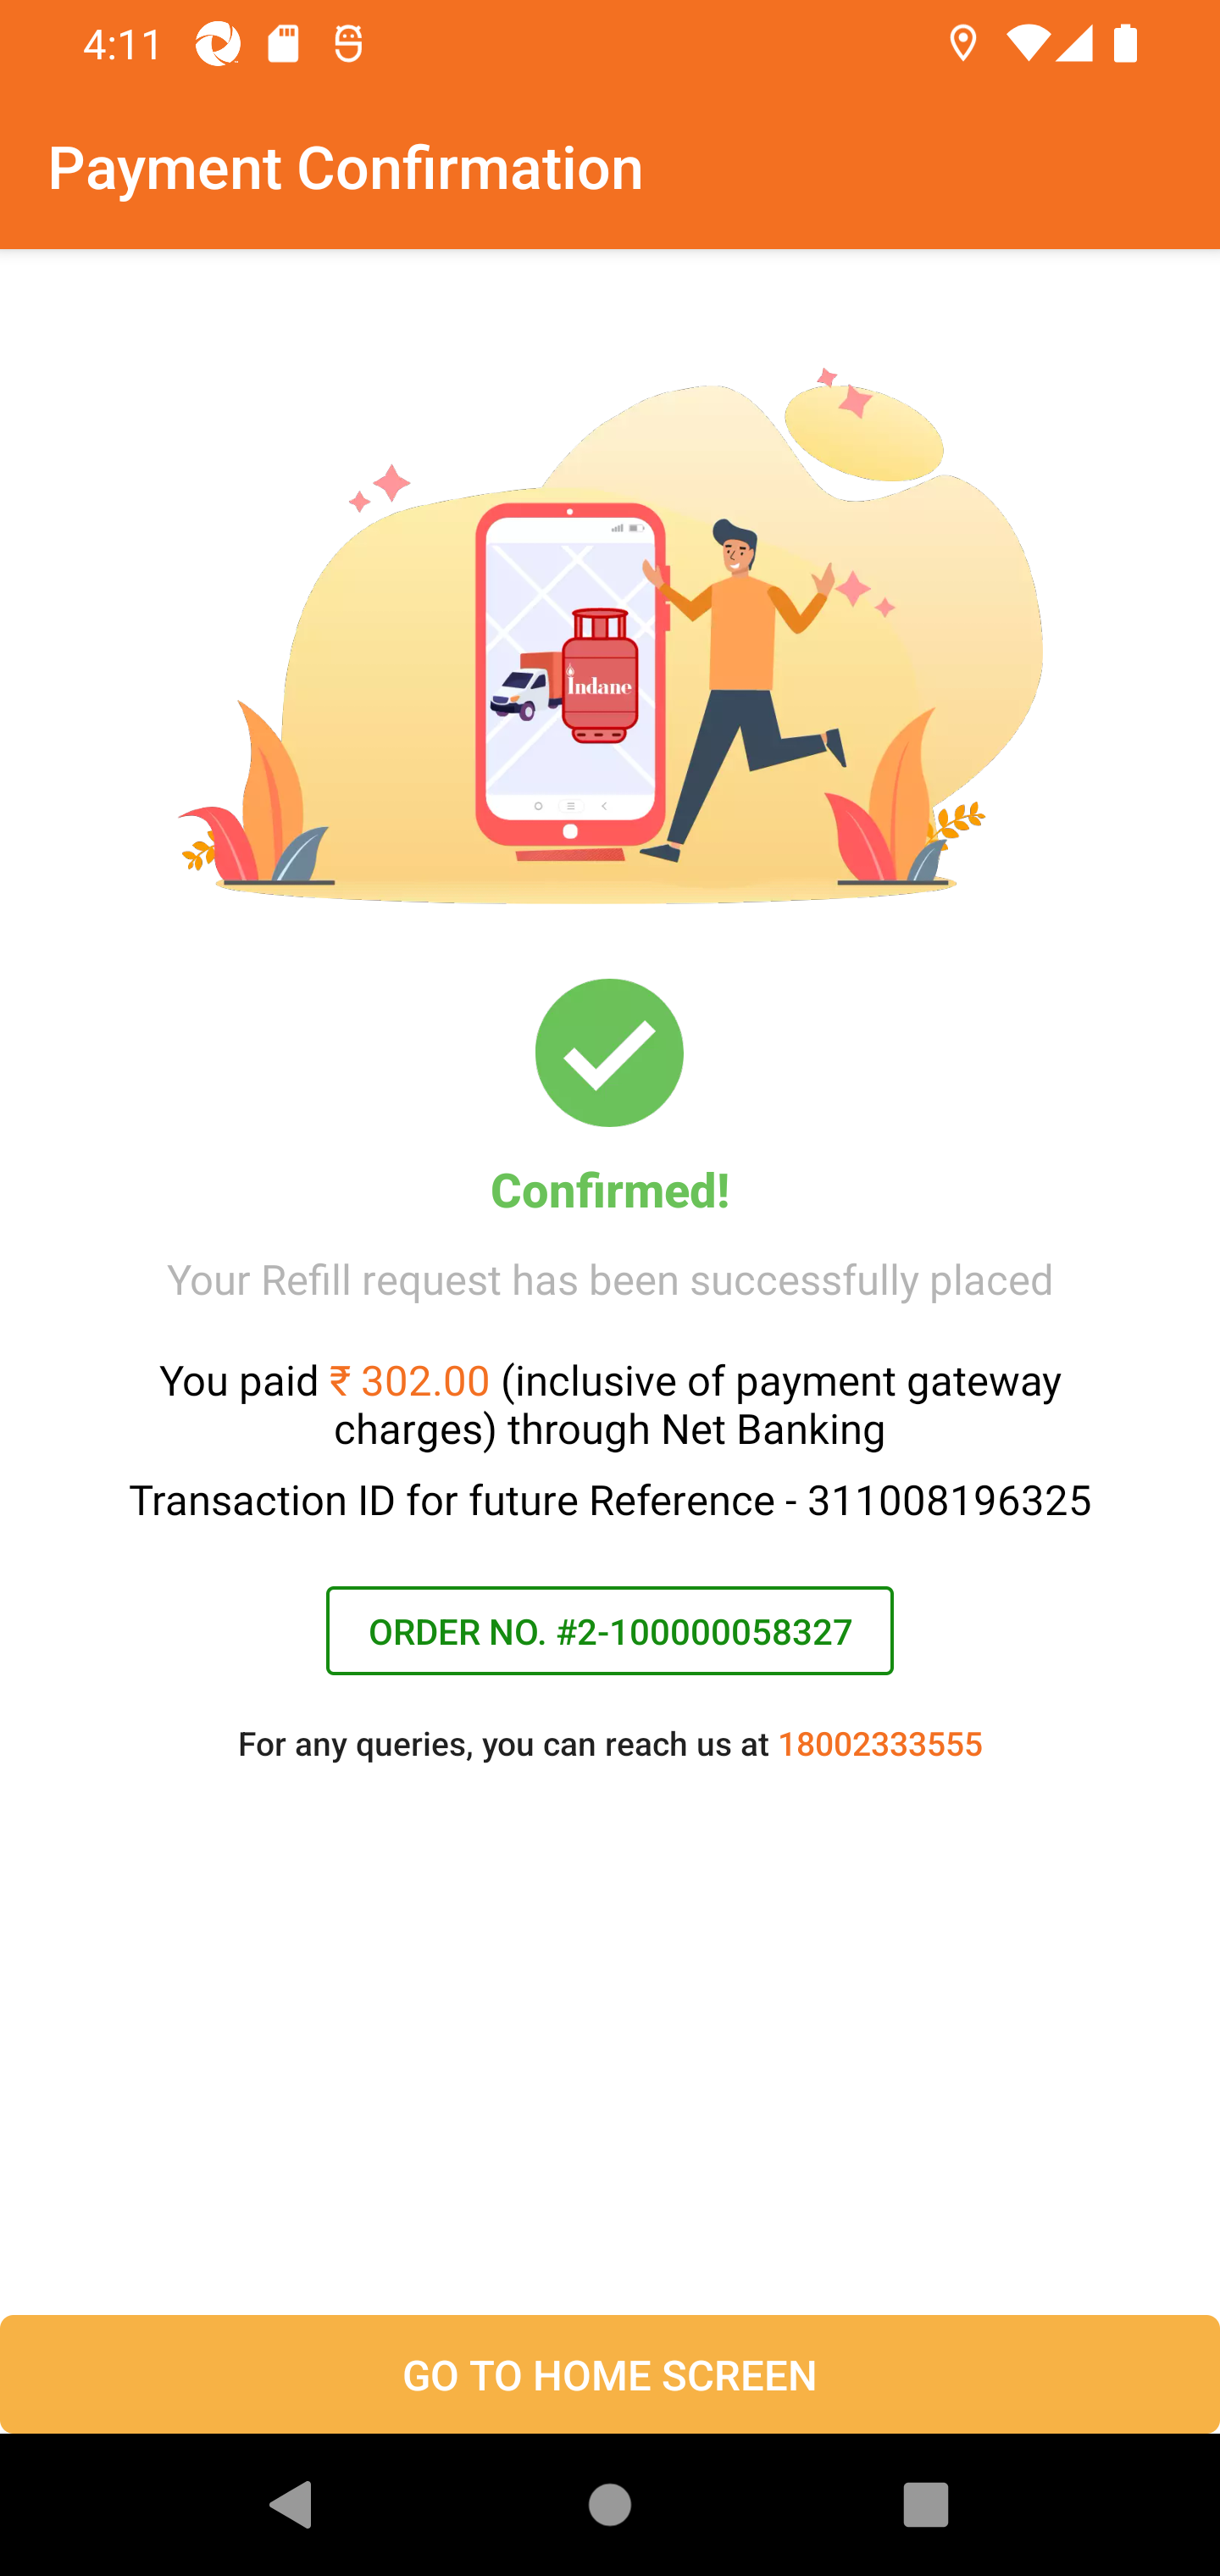 4:11
Payment Confirmation
Indane
Confirmed!
Your Refill request has been successfully placed
You paid ₹ 302.00 (inclusive of payment gateway
charges) through Net Banking
Transaction ID for future Reference - 311008196325
ORDER NO. #2-100000058327
For any queries, you can reach us at 18002333555
GO TO HOME SCREEN